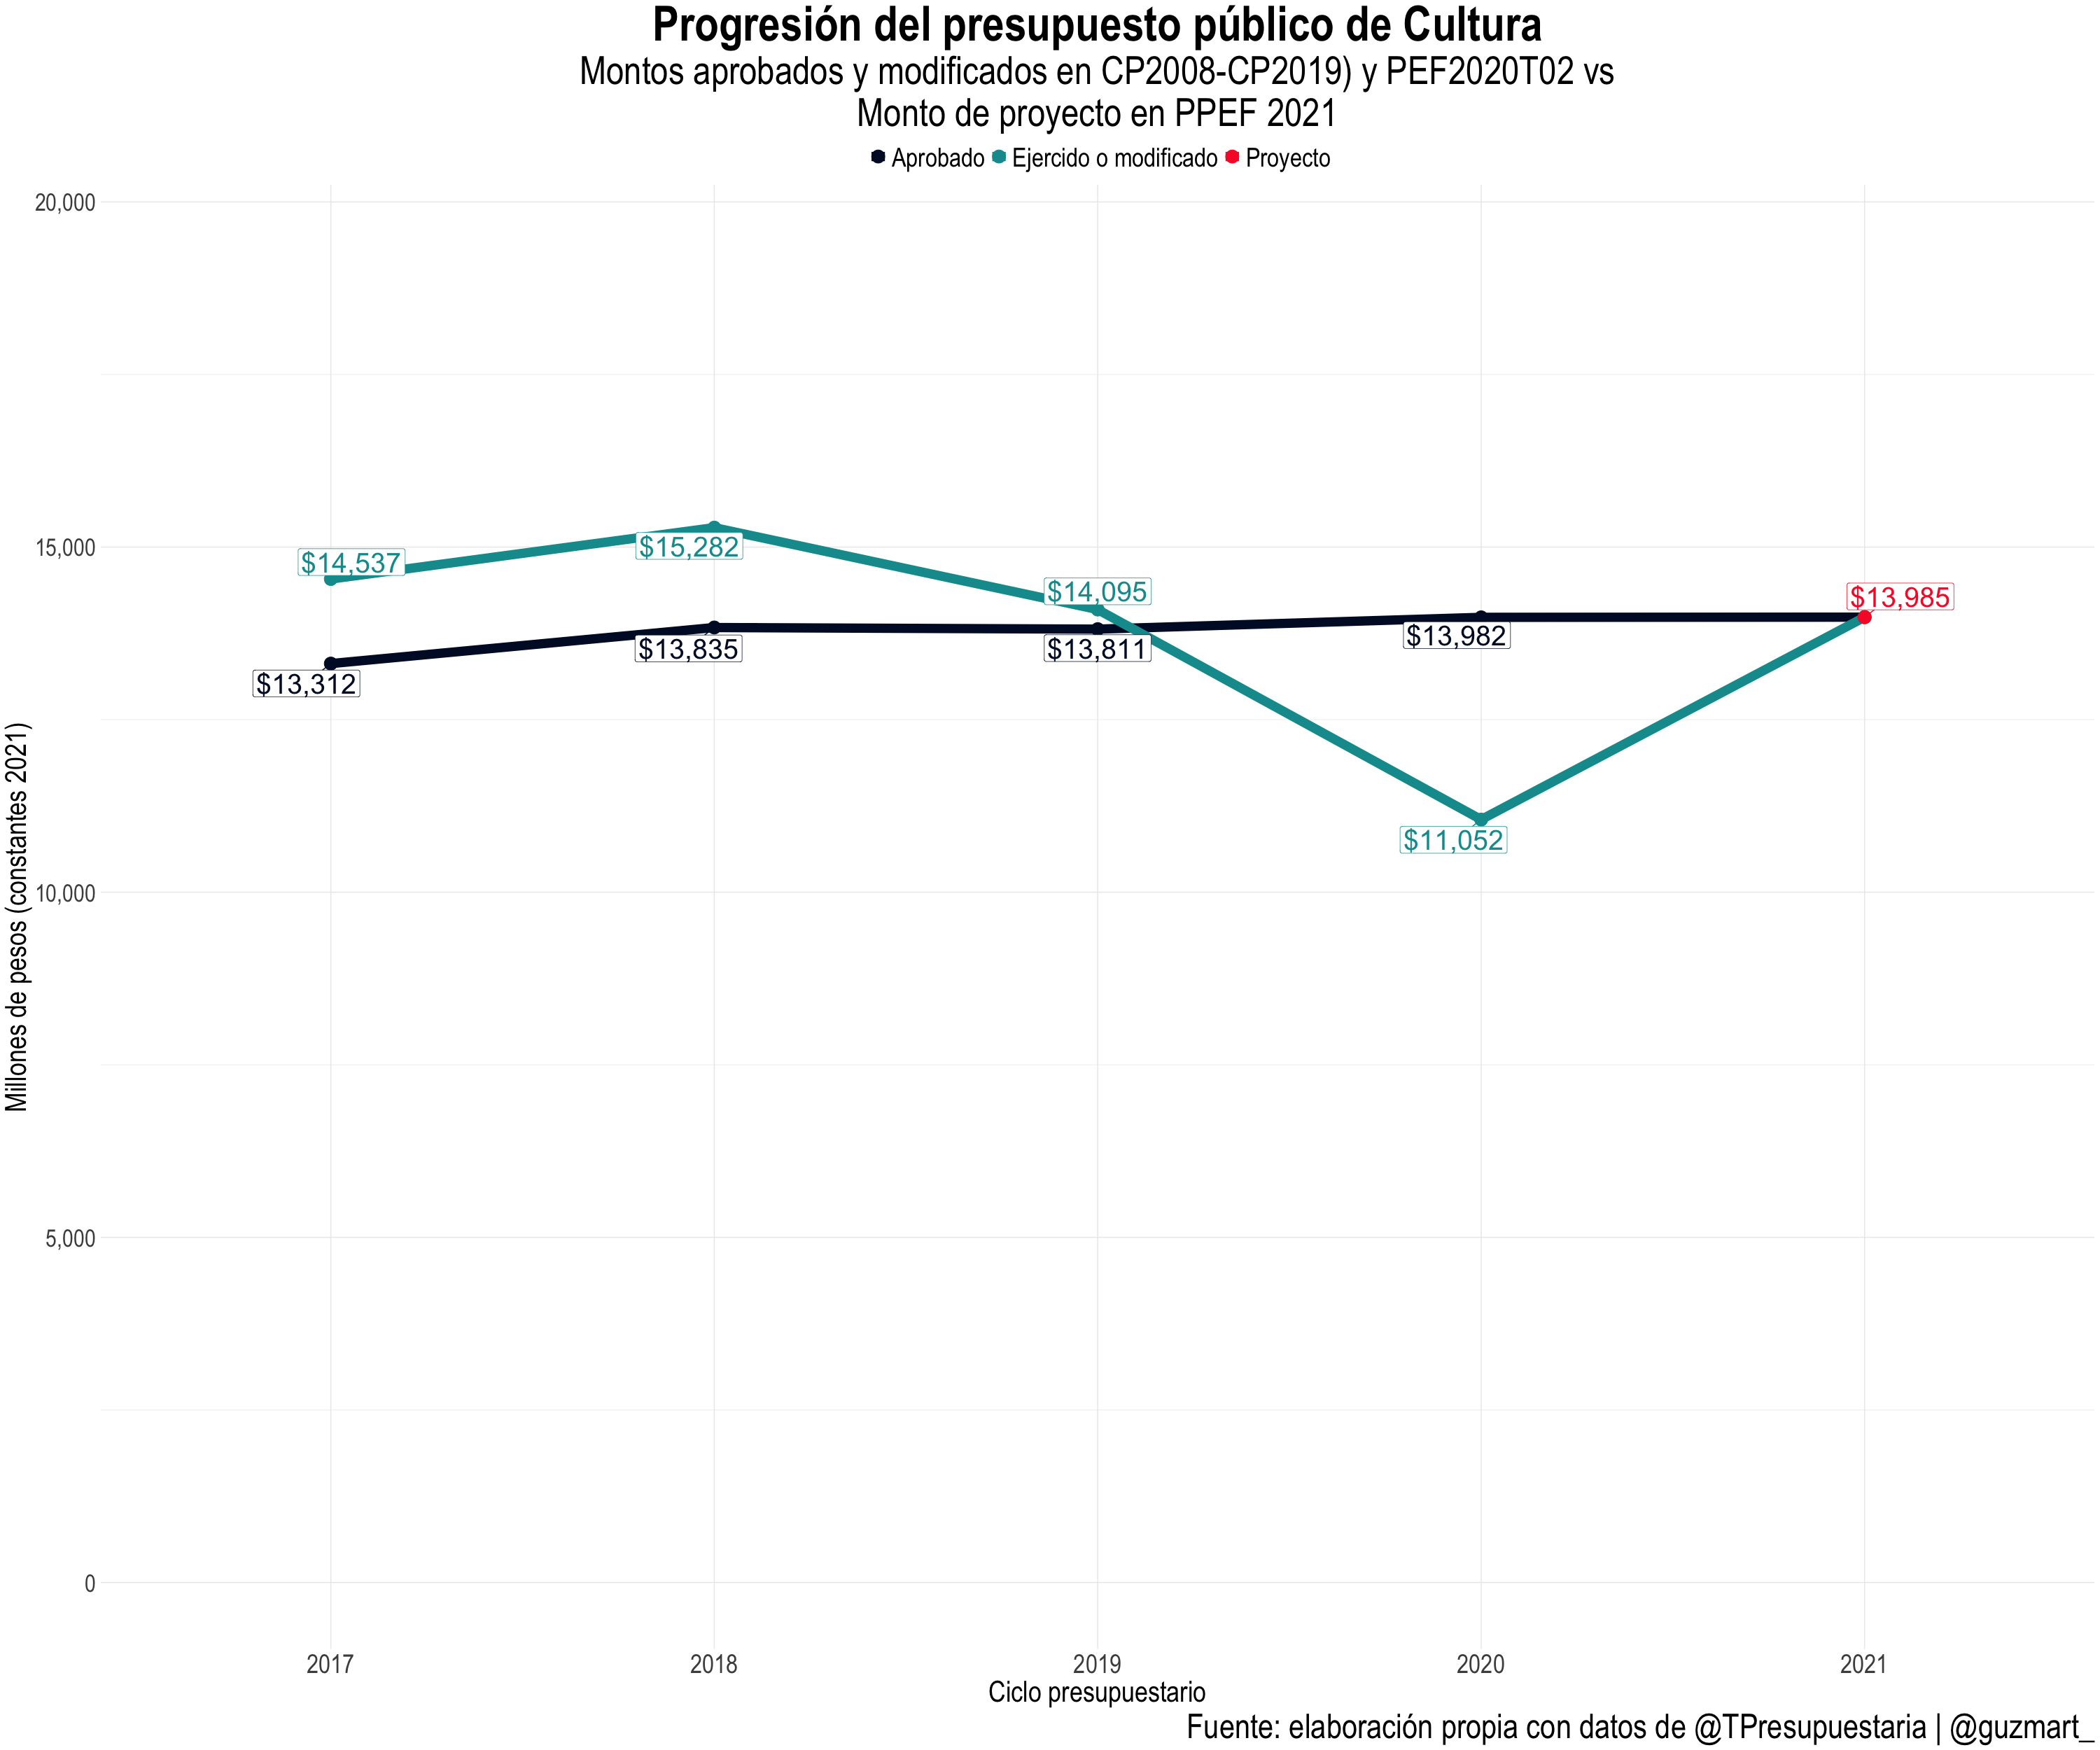 Progresión del presupuesto público de Cultura
Montos aprobados y modificados en CP2008-CP2019) y PEF2020T02 vs
Monto de proyecto en PPEF 2021
Aprobado Ejercido o modificado Proyecto
20,000
15,000
10,000
5,000
0
Millones de pesos (constantes 2021)
$14,537
$15,282
$14,095
$13,985
$13,312
$13,835
$13,811
$13,982
$11,052
2017 2018 2019 2020 2021
Ciclo presupuestario
Fuente: elaboración propia con datos de @TPresupuestaria | @guzmart_